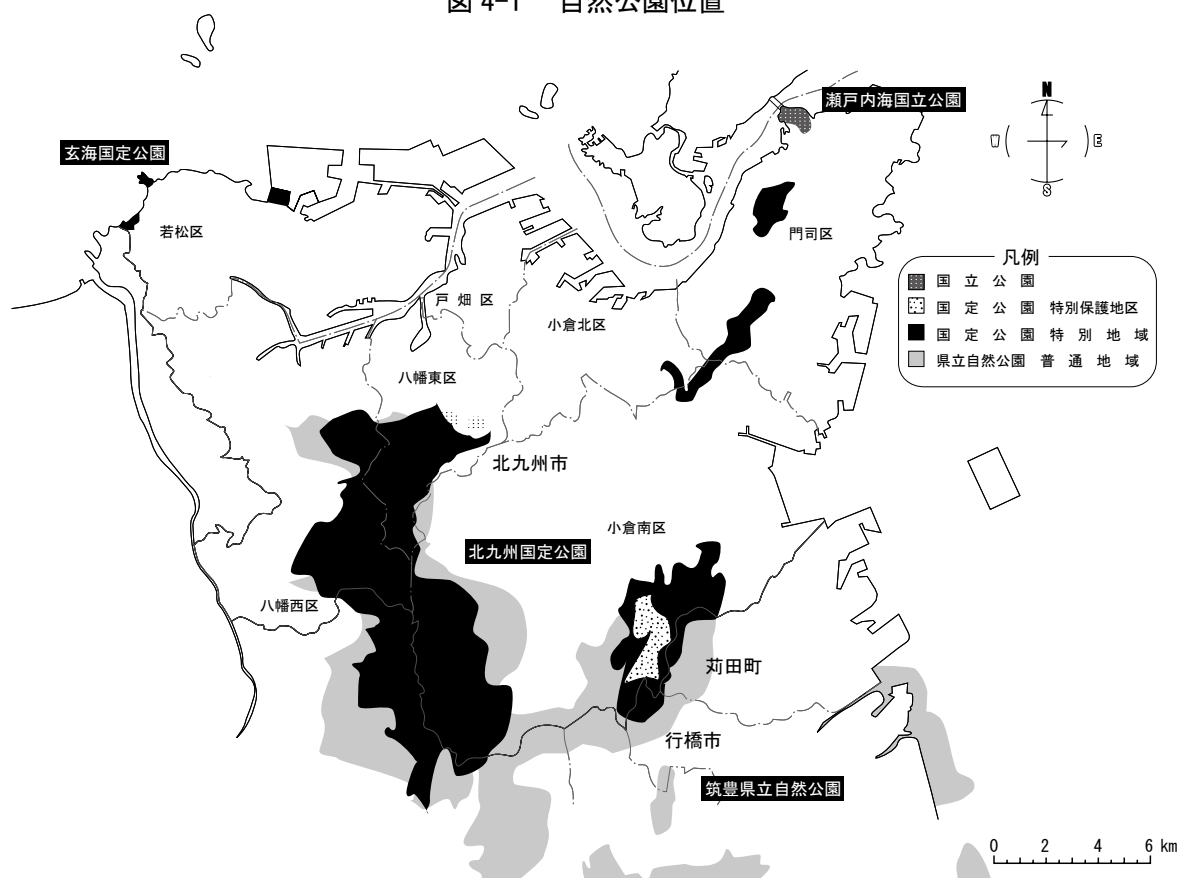 図 4-1 自然公園位置
瀬戸内海国立公園
N
W
E
S
玄海国定公園
若松区
門司区
凡例
国立公園
国定公園 特別保護地区
国定公園特別地域
県立自然公園 普通地域
戸畑区
小倉北区
八幡東区
北九州市
小倉南区
北九州国定公園
八幡西区
苅田町
行橋市
筑豊県立自然公園
0 2 4 6 km